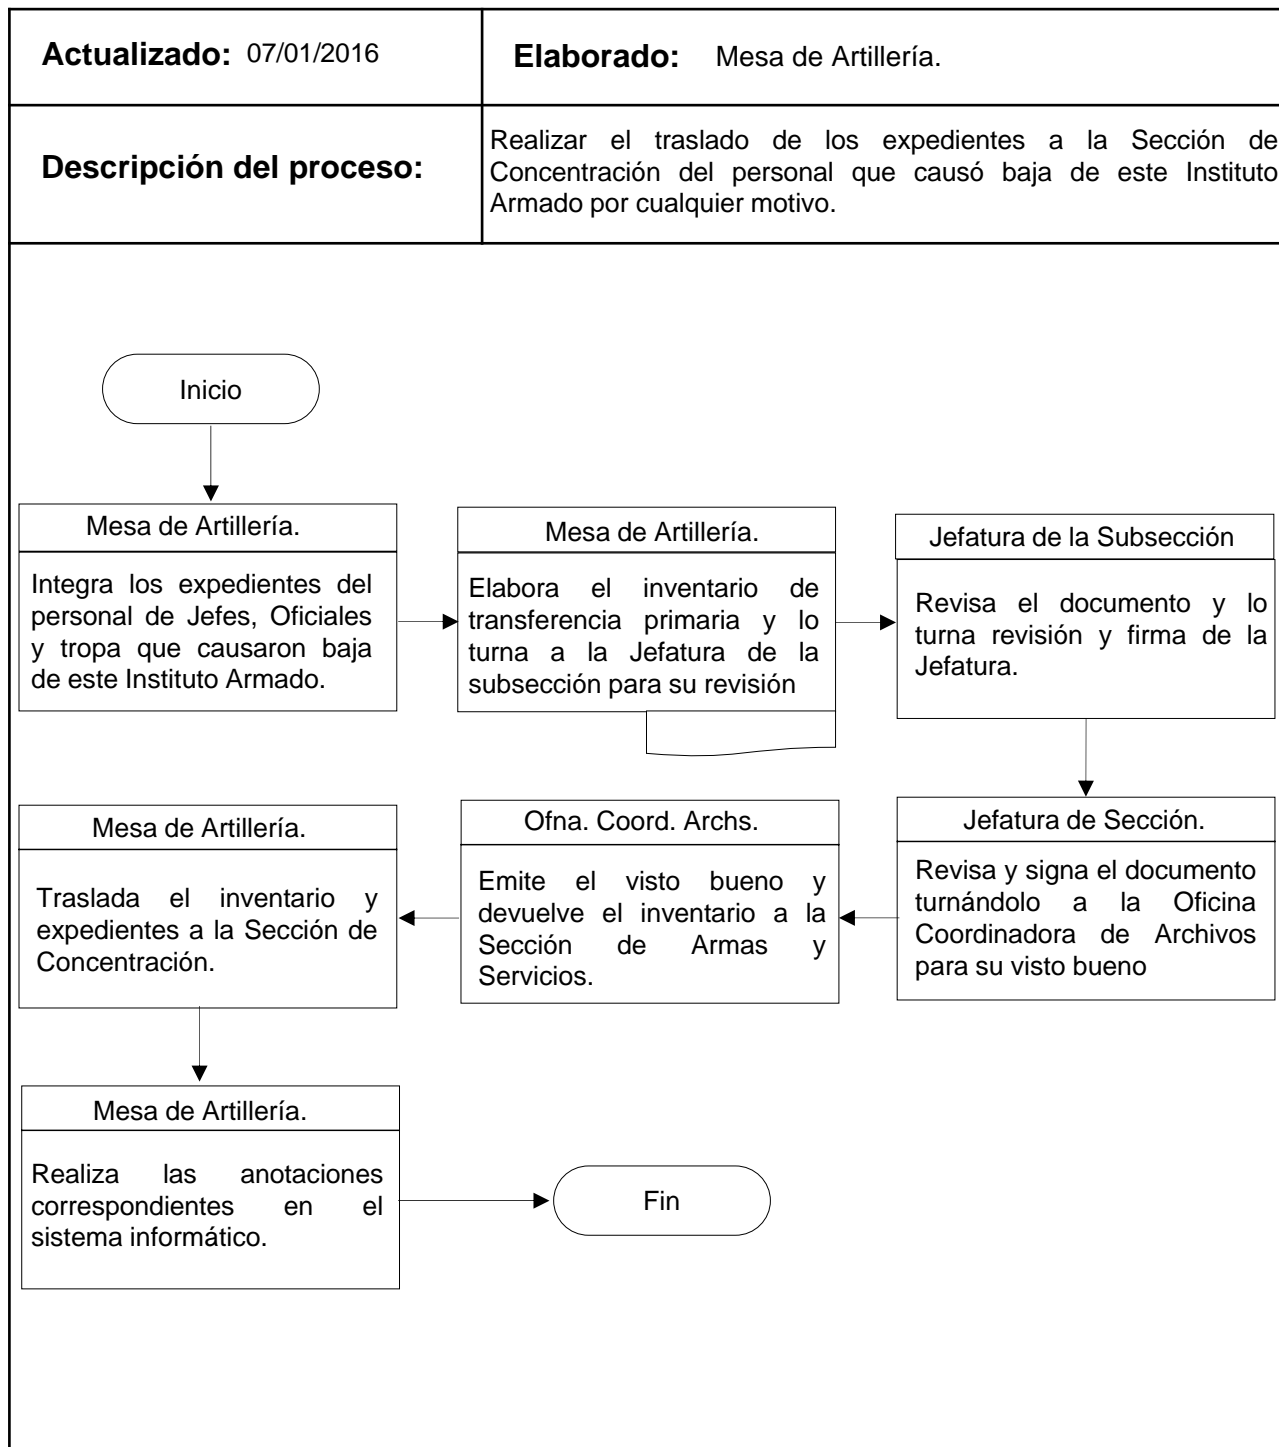 Actualizado: 07/01/2016
Elaborado: Mesa de Artillería.
Descripción del proceso:
Realizar el traslado de los expedientes a la Sección de
Concentración del personal que causó baja de este Instituto
Armado por cualquier motivo.
Inicio
Mesa de Artillería.
Integra los expedientes del
personal de Jefes, Oficiales
y tropa que causaron baja
de este Instituto Armado.
Mesa de Artillería.
Elabora el inventario de
transferencia primaria y lo
turna a la Jefatura de la
subsección para su revisión
Jefatura de la Subsección
Revisa el documento y lo
turna revisión y firma de la
Jefatura.
Jefatura de Sección.
Revisa y signa el documento
turnándolo a la Oficina
Coordinadora de Archivos
para su visto bueno
Ofna. Coord. Archs.
Emite el visto bueno y
devuelve el inventario a la
Sección de Armas y
Servicios.
Mesa de Artillería.
Traslada el inventario y
expedientes a la Sección de
Concentración.
Mesa de Artillería.
Realiza las anotaciones
correspondientes en el
sistema informático.
Fin